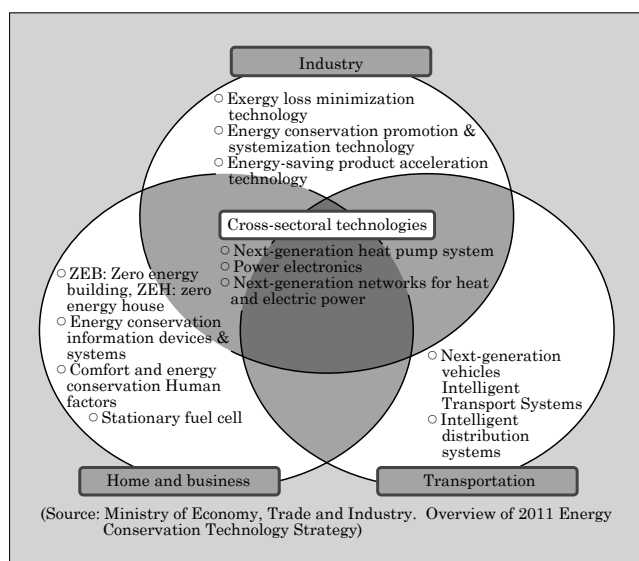 Industry
○ Exergy loss minimization
technology
○ Energy conservation promotion &
systemization technology
○ Energy-saving product acceleration
technology
Cross-sectoral technologies
○ Next-generation heat pump system
○ Power electronics
○ Next-generation networks for heat
and electric power
○ ZEB: Zero energy
building, ZEH: zero
energy house
○ Energy conservation
information devices &
systems
○ Comfort and energy
conservation Human
factors
○ Stationary fuel cell
○ Next-generation
vehicles
Intelligent
Transport Systems
○ Intelligent
distribution
systems
Home and business
Transportation
(Source: Ministry of Economy, Trade and Industry. Overview of 2011 Energy
Conservation Technology Strategy)